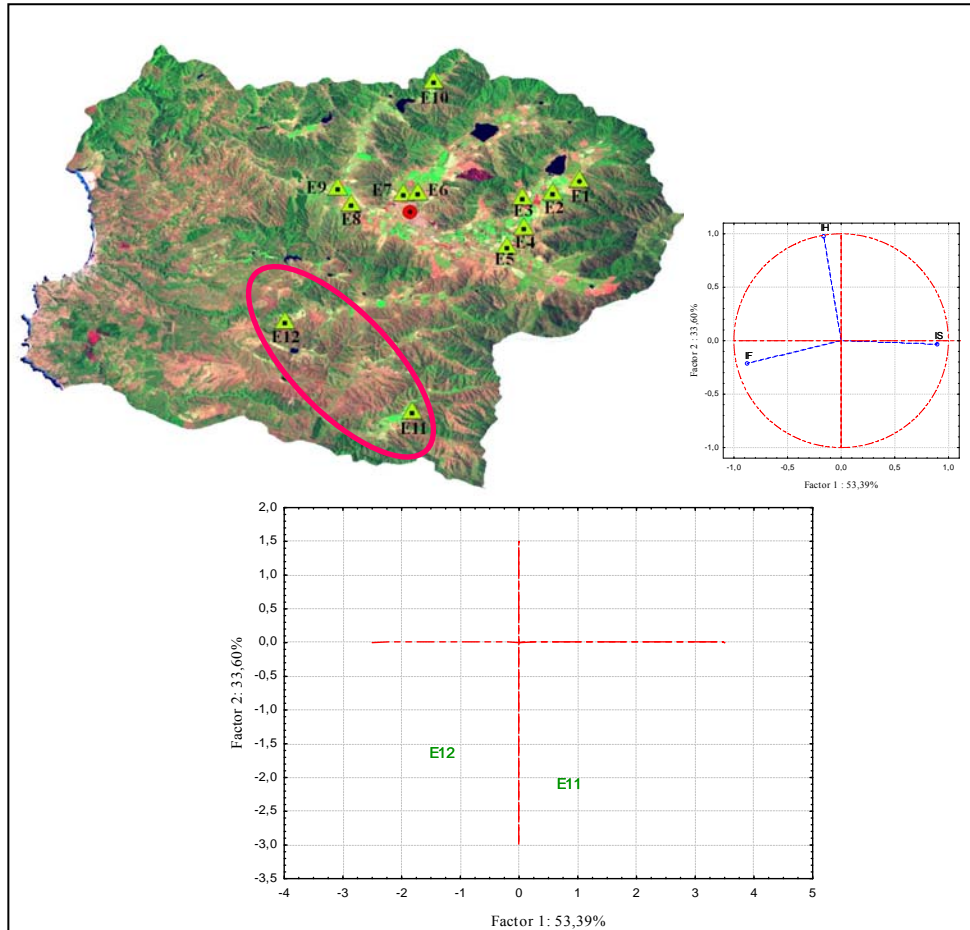 E10
E9
E7
E6
E1
E2
E3
E8
E4
E5
E12
E11
IH
IS
IF
1,0
0,5
0,0
-0,5
-1,0
-1,0
-0,5
0,0
0,5
1,0
Factor 2 : 33,60%
Factor 1 : 53,39%
2,0
1,5
1,0
0,5
0,0
-0,5
-1,0
-1,5
-2,0
-2,5
-3,0
-3,5
E12
E11
-4
-3
-2
-1
0
1
2
3
4
5
Factor 2: 33,60%
Factor 1: 53,39%